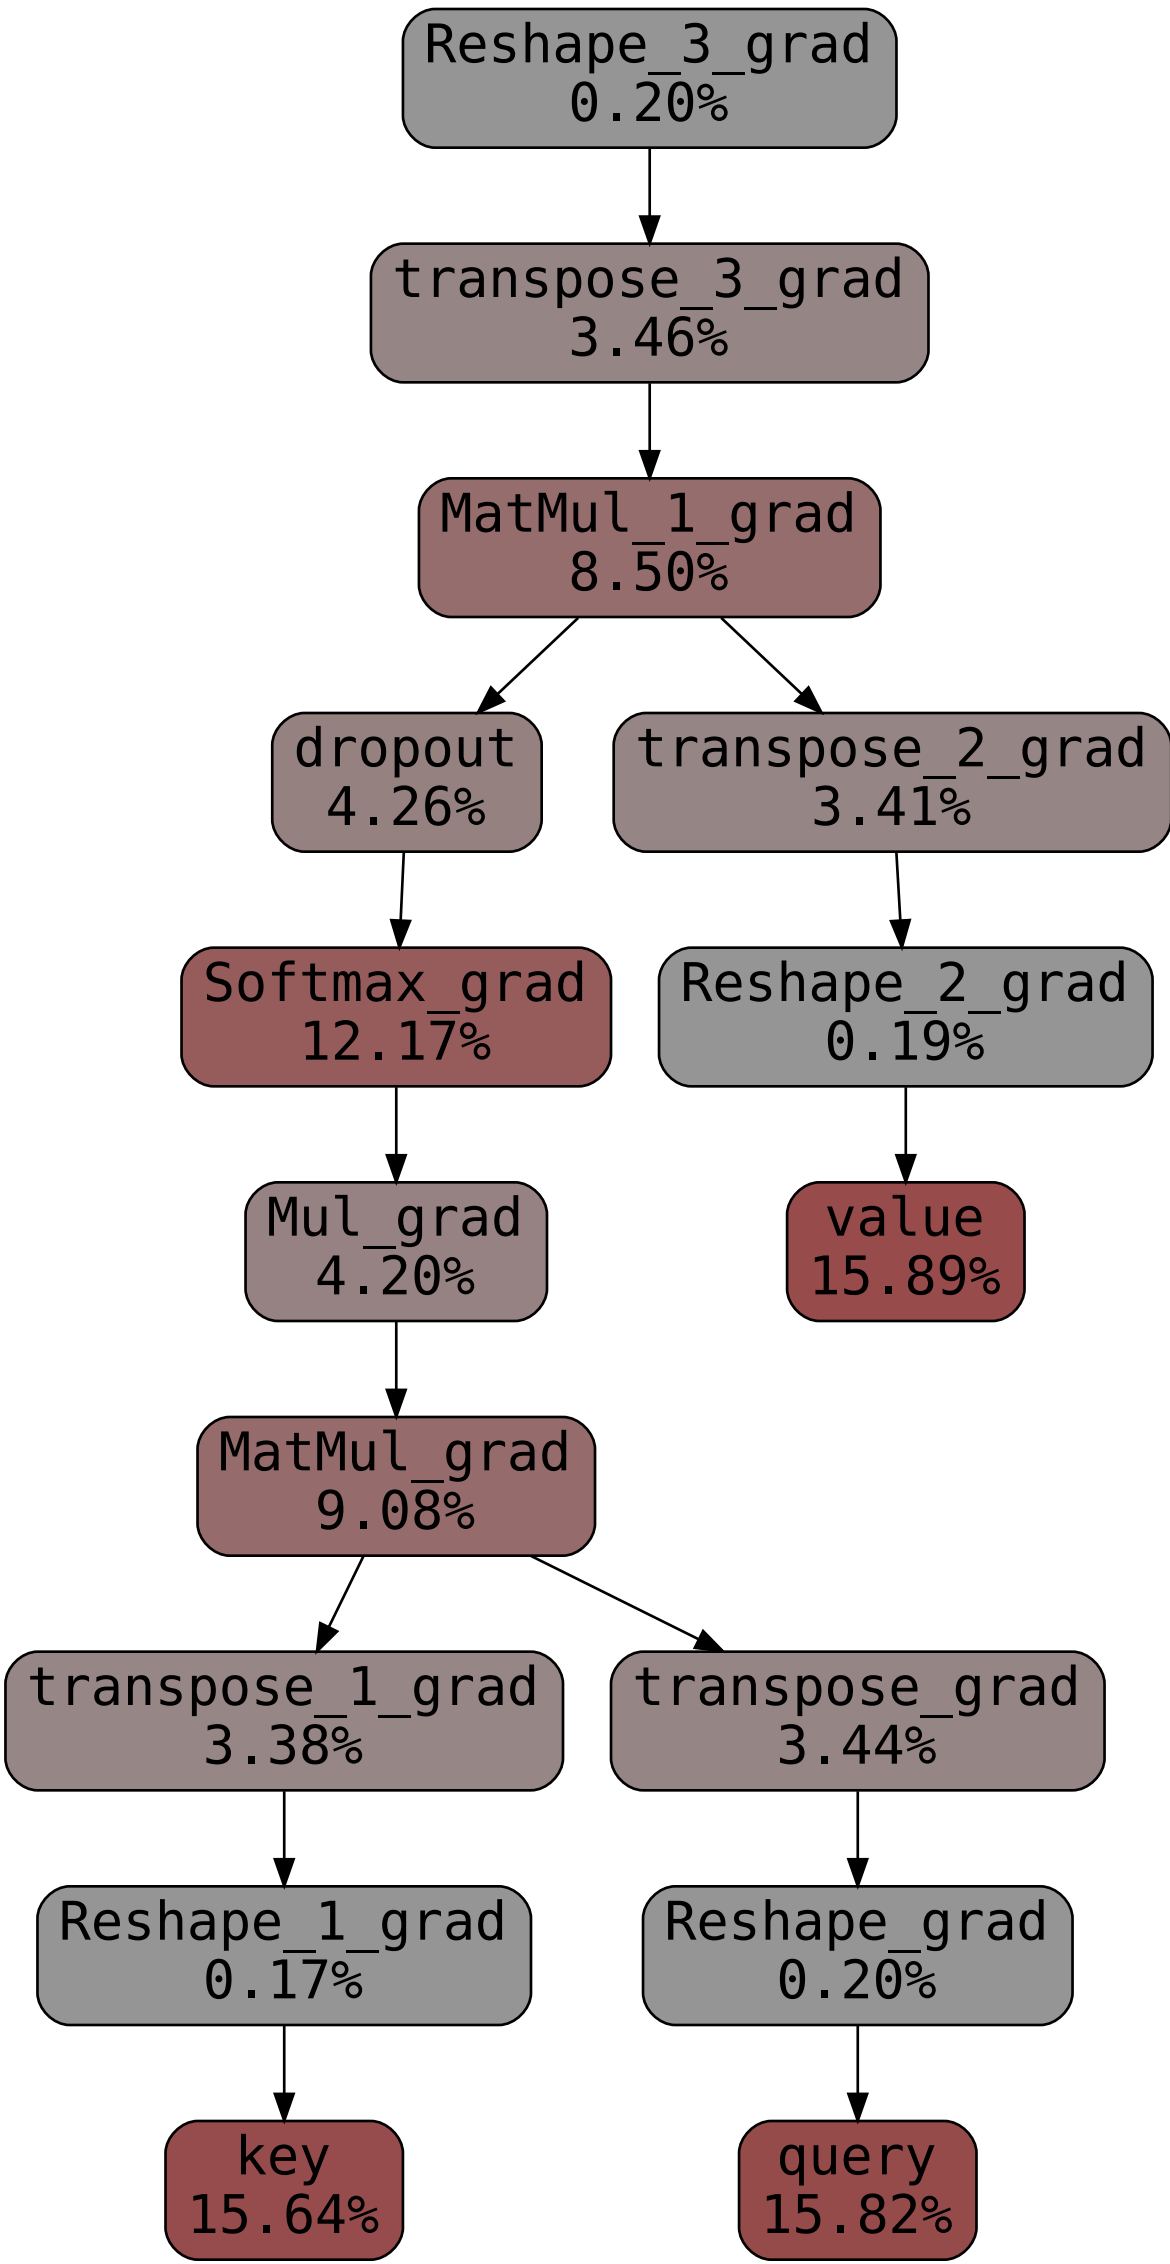 Reshape_3_grad
0.20%
transpose_3_grad
3.46%
MatMul_1_grad
8.50%
dropout
4.26%
transpose_2_grad
3.41%
Softmax_grad
12.17%
Reshape_2_grad
0.19%
Mul_grad
4.20%
value
15.89%
MatMul_grad
9.08%
transpose_1_grad
3.38%
transpose_grad
3.44%
Reshape_1_grad
0.17%
Reshape_grad
0.20%
key
15.64%
query
15.82%